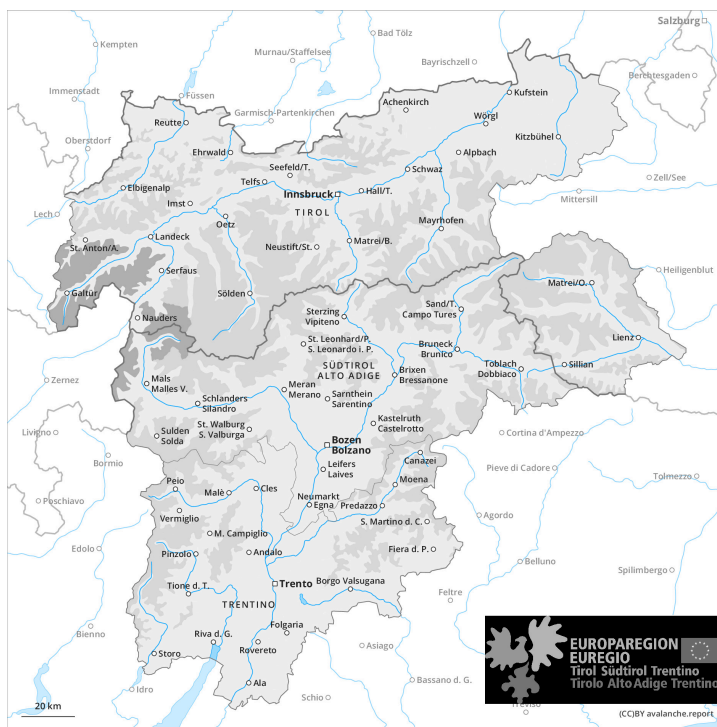 Salzburg
Kempten
Bad Tölz
Murnau/Staffelsee
Bayrischzell
Berchtesgaden
Immenstadt
Füssen
Kufstein
Achenkirch
Garmisch-Partenkirchen
Wörgl
Reutte
Oberstdorf
Kitzbühel
Ehrwald
Alpbach
Seefeld/T.
Schwaz
Zell/See
Telfs
Elbigenalp
Innsbruck
Hall/T.
Mittersill
Imst
TIROL
Lech
Oetz
Mayrhofen
St. Anton/A.
Landeck
Neustift/St.
Matrei/B.
Serfaus
Heiligenblut
Matrei/O.
Galtür
Sölden
Sand/T.
Campo Tures
Nauders
Sterzing
Vipiteno
Lienz
St. Leonhard/P.
S. Leonardo i. P.
Bruneck
Brunico
Sillian
SÜDTIROL
ALTO ADIGE
Brixen
Bressanone
Toblach
Dobbiaco
Zernez
Mals
Malles V.
Meran
Merano
Schlanders
Silandro
Sarnthein
Sarentino
Kastelruth
Castelrotto
St. Walburg
S. Valburga
Livigno
Sulden
Solda
Cortina d'Ampezzo
Bozen
Bolzano
Bormio
Canazei
Pieve di Cadore
Leifers
Laives
Tolmezzo
Peio
Moena
Malè
Cles
Poschiavo
Neumarkt
Egna
Predazzo
Vermiglio
Agordo
S. Martino d. C.
M. Campiglio
Edolo
Pinzolo
Andalo
Fiera d. P.
Belluno
Spilimbergo
Trento
Borgo Valsugana
Tione d. T.
Feltre
TRENTINO
Folgaria
Bienno
Riva d. G.
Rovereto
Asiago
Storo
EUROPAREGION
EUREGIO
Tirol Südtirol Trentino
Tirolo AltoAdige Trentino
Ala
Bassano d. G.
Idro
Schio
Treviso
20 km
(CC)BY avalanche.report